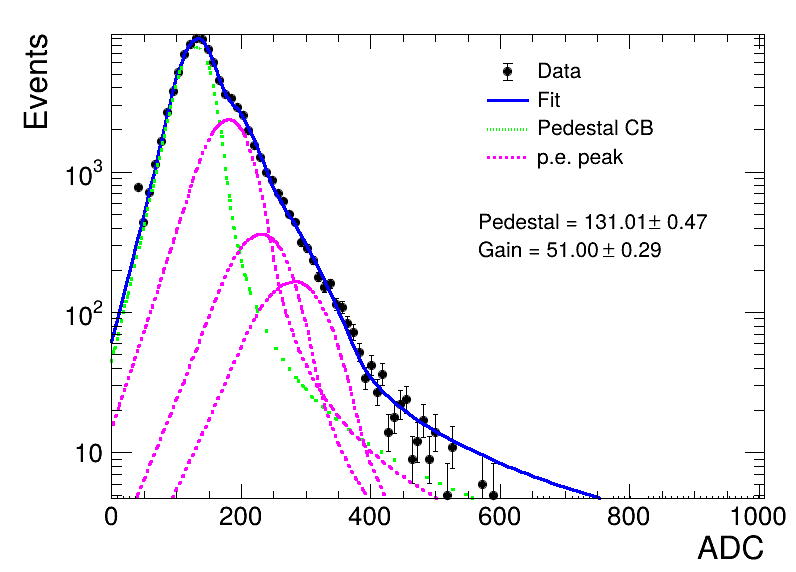 Events
Data
Fit
Pedestal CB
p.e. peak
Pedestal = 131.01± 0.47
Gain = 51.00 ± 0.29
10³
10²
10
0 200 400 600 800 1000
ADC